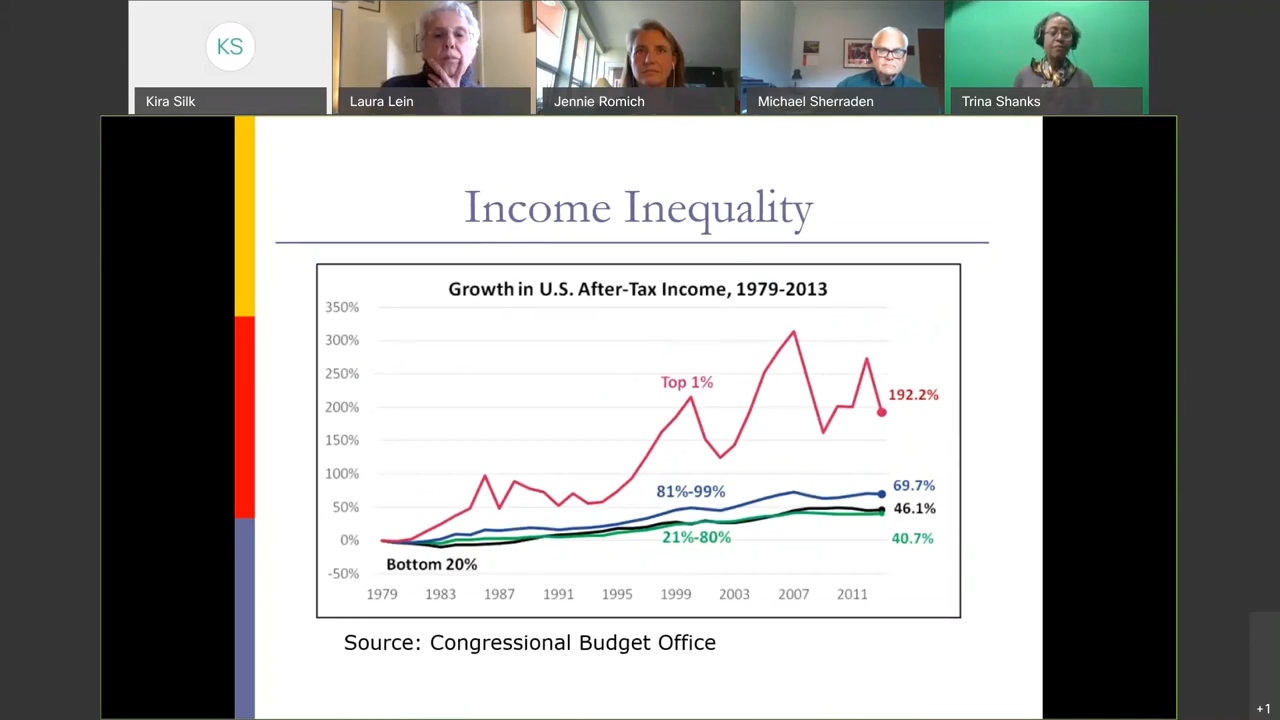 KS
Kira Silk
Laura Lein
Jennie Romich
Michael Sherraden
Trina Shanks
Income Inequality
Growth in U.S. After-Tax Income, 1979-2013
350%
300%
250%
200%
150%
100%
50%
0%
-50%
Top 1%
192.2%
81%-99%
69.7%
46.1%
21%-80%
40.7%
Bottom 20%
1979 1983 1987 1991 1995 1999 2003 2007 2011
Source: Congressional Budget Office
+1